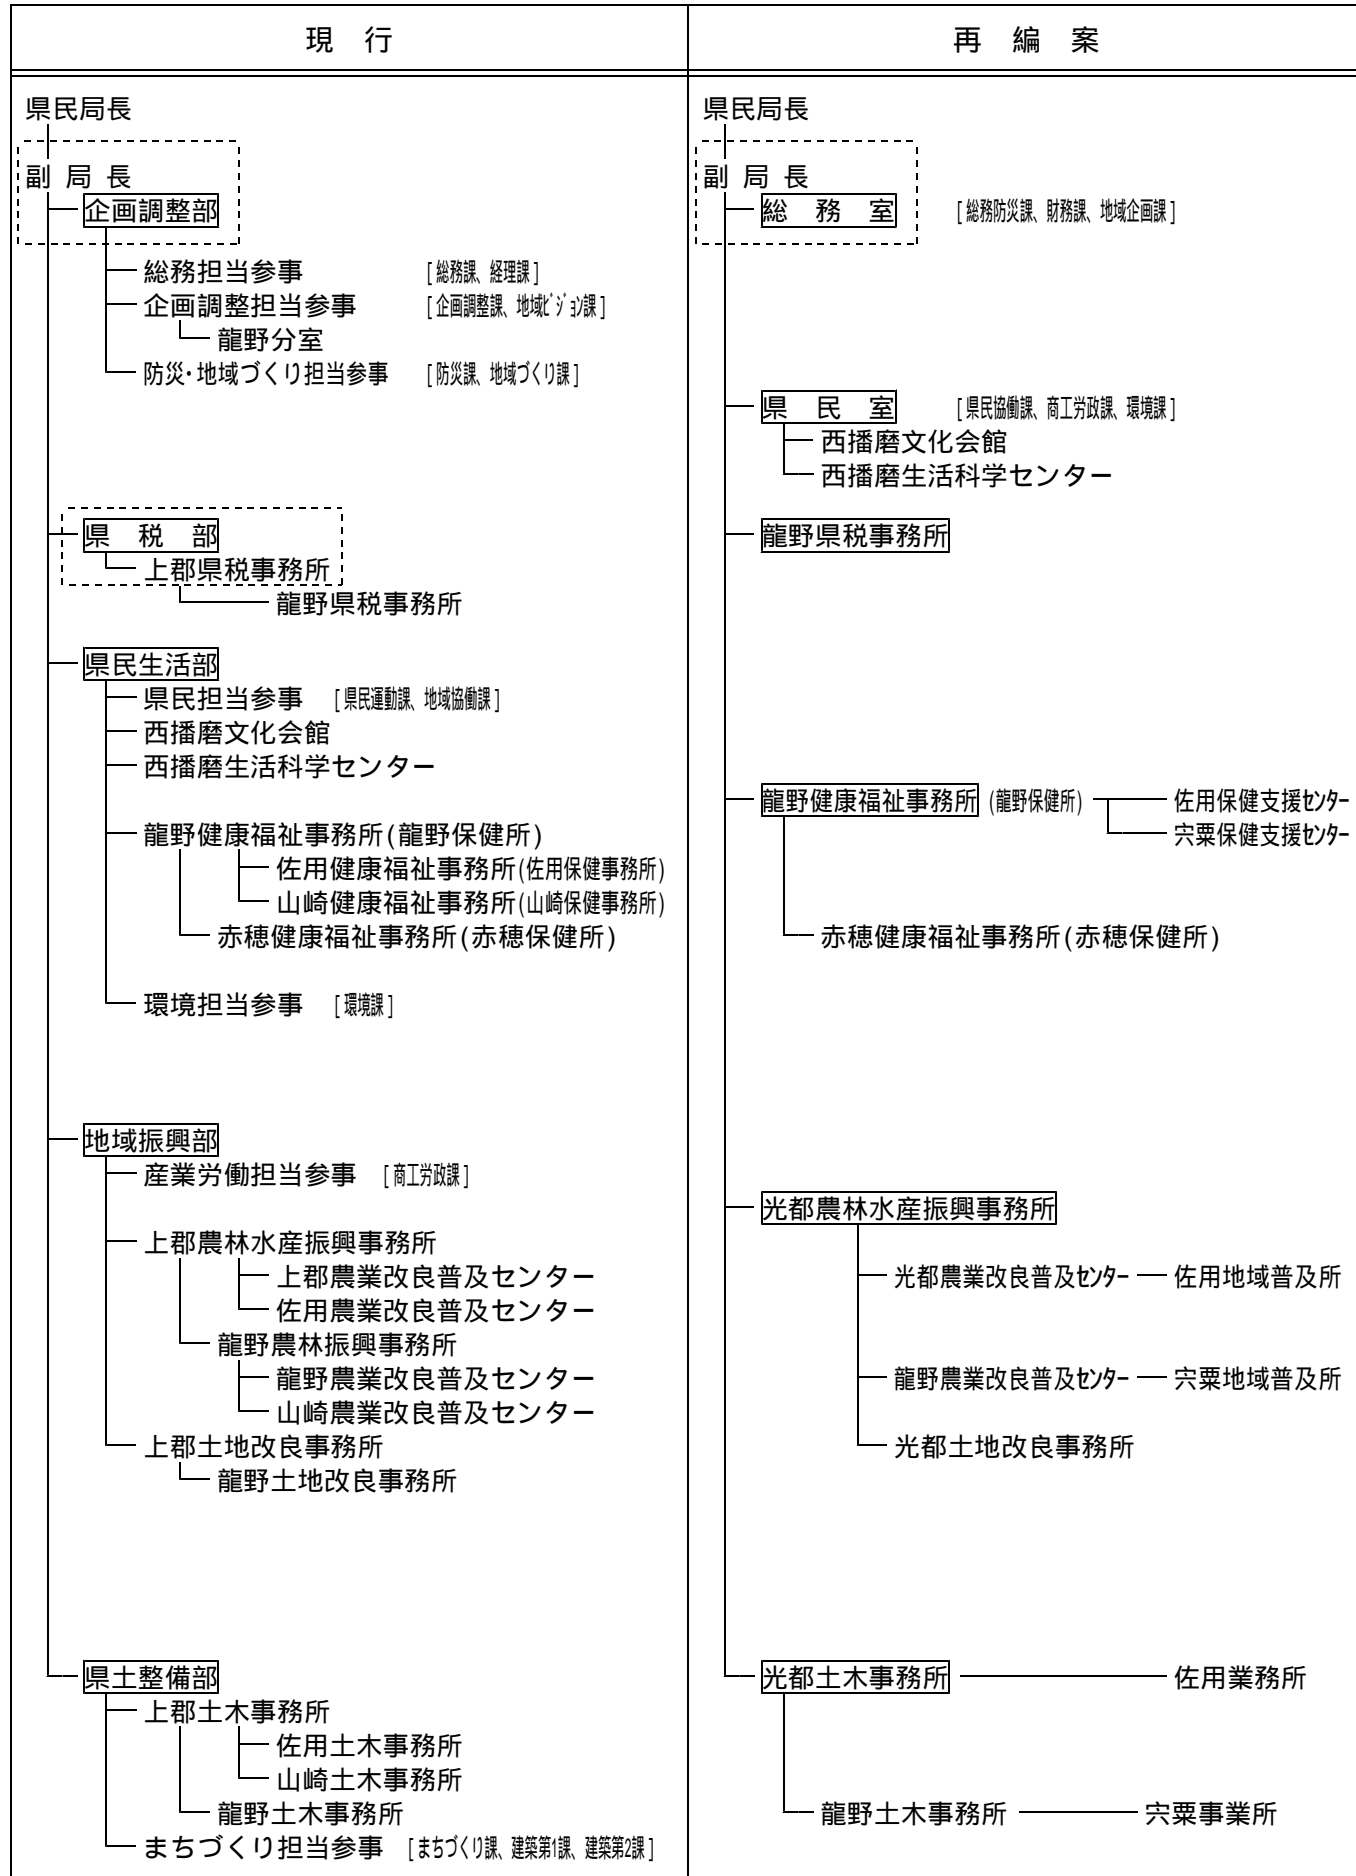 現 行
県民局長
副 局 長
企画調整部
総務担当参事 [総務課、経理課]
企画調整担当参事 [企画調整課、地域ﾋﾞｼﾞｮﾝ課]
龍野分室
防災・地域づくり担当参事 [防災課、地域づくり課]
県 税 部
上郡県税事務所
龍野県税事務所
県民生活部
県民担当参事 [県民運動課、地域協働課]
西播磨文化会館
西播磨生活科学センター
龍野健康福祉事務所(龍野保健所)
佐用健康福祉事務所(佐用保健事務所)
山崎健康福祉事務所(山崎保健事務所)
赤穂健康福祉事務所(赤穂保健所)
環境担当参事 [環境課]
地域振興部
産業労働担当参事 [商工労政課]
上郡農林水産振興事務所
上郡農業改良普及センター
佐用農業改良普及センター
龍野農林振興事務所
龍野農業改良普及センター
山崎農業改良普及センター
上郡土地改良事務所
龍野土地改良事務所
県土整備部
上郡土木事務所
佐用土木事務所
山崎土木事務所
龍野土木事務所
まちづくり担当参事 [まちづくり課、建築第1課、建築第2課]
再 編 案
県民局長
副 局 長
総 務 室 [総務防災課、財務課、地域企画課]
県 民 室 [県民協働課、商工労政課、環境課]
西播磨文化会館
西播磨生活科学センター
龍野県税事務所
龍野健康福祉事務所 (龍野保健所) 佐用保健支援ｾﾝﾀｰ
宍粟保健支援ｾﾝﾀｰ
赤穂健康福祉事務所(赤穂保健所)
光都農林水産振興事務所
光都農業改良普及ｾﾝﾀｰ 佐用地域普及所
龍野農業改良普及ｾﾝﾀｰ 宍粟地域普及所
光都土地改良事務所
光都土木事務所 佐用業務所
龍野土木事務所 宍粟事業所